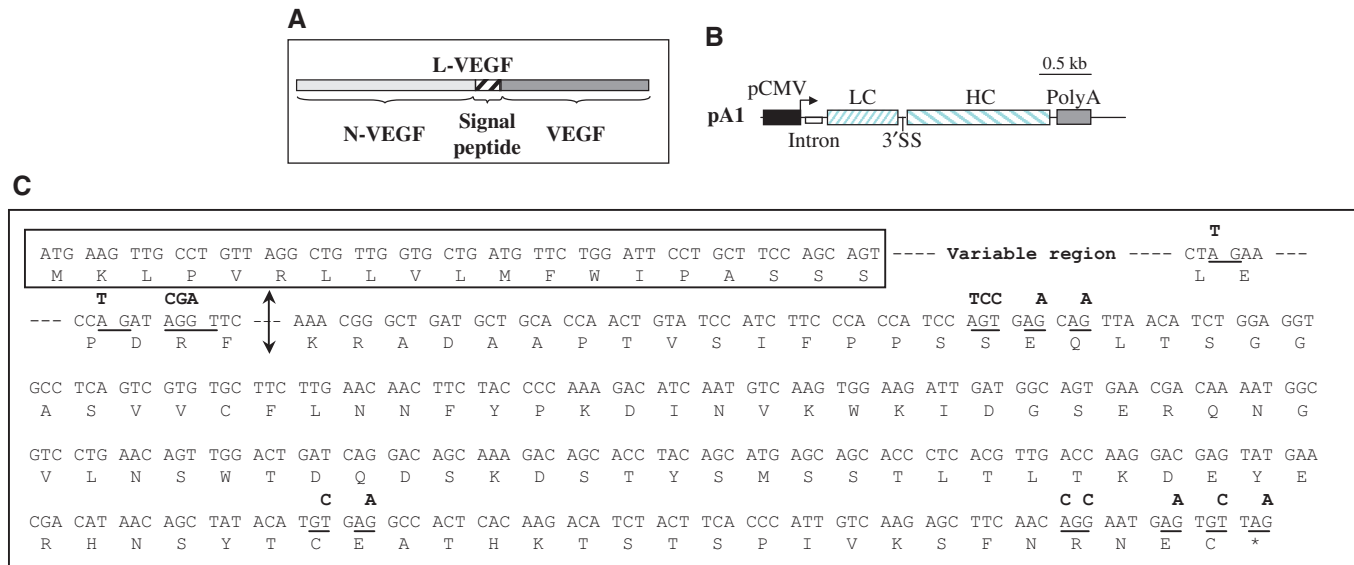 A
L-VEGF
N-VEGF
Signal peptide
VEGF
B
0.5 kb
pCMV
LC
HC
PolyA
pA1
Intron
3′SS
C
T
ATG AAG TTG CCT GTT AGG CTG TTG GTG CTG ATG TTC TGG ATT CCT GCT TCC AGC AGT ---- Variable region ---- CTA GAA ---
M K L P V R L L V L M F W I P A S S S L E
T CGA TCC A A
--- CCA GAT AGG TTC --- AAA CGG GCT GAT GCT GCA CCA ACT GTA TCC ATC TTC CCA CCA TCC AGT GAG CAG TTA ACA TCT GGA GGT
P D R F K R A D A A P T V S I F P P S S E Q L T S G G
GCC TCA GTC GTG TGC TTC TTG AAC AAC TTC TAC CCC AAA GAC ATC AAT GTC AAG TGG AAG ATT GAT GGC AGT GAA CGA CAA AAT GGC
A S V V C F L N N F Y P K D I N V K W K I D G S E R Q N G
GTC CTG AAC AGT TGG ACT GAT CAG GAC AGC AAA GAC AGC ACC TAC AGC ATG AGC AGC ACC CTC ACG TTG ACC AAG GAC GAG TAT GAA
V L N S W T D Q D S K D S T Y S M S S T L T L T K D E Y E
C A C C A C A
CGA CAT AAC AGC TAT ACA TGT GAG GCC ACT CAC AAG ACA TCT ACT TCA CCC ATT GTC AAG AGC TTC AAC AGG AAT GAG TGT TAG
R H N S Y T C E A T H K T S T S P I V K S F N R N E C *